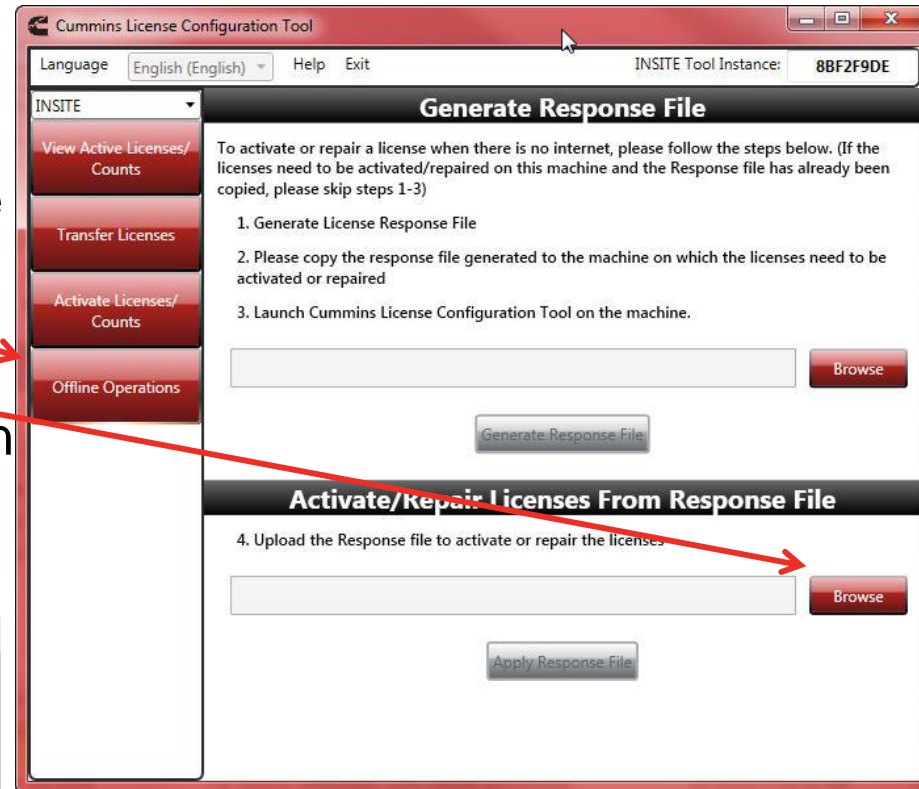 Cummins License Configuration Tool
Language English (English) Help Exit INSITE Tool Instance: 8BF2F9DE
INSITE
View Active Licenses/
Counts
Transfer Licenses
Activate Licenses/
Counts
Offline Operations
Generate Response File
To activate or repair a license when there is no internet, please follow the steps below. (If the
licenses need to be activated/repaired on this machine and the Response file has already been
copied, please skip steps 1-3)
1. Generate License Response File
2. Please copy the response file generated to the machine on which the licenses need to be
activated or repaired
3. Launch Cummins License Configuration Tool on the machine.
Browse
Generate Response File
Activate/Repair Licenses From Response File
4. Upload the Response file to activate or repair the licenses
Browse
Apply Response File